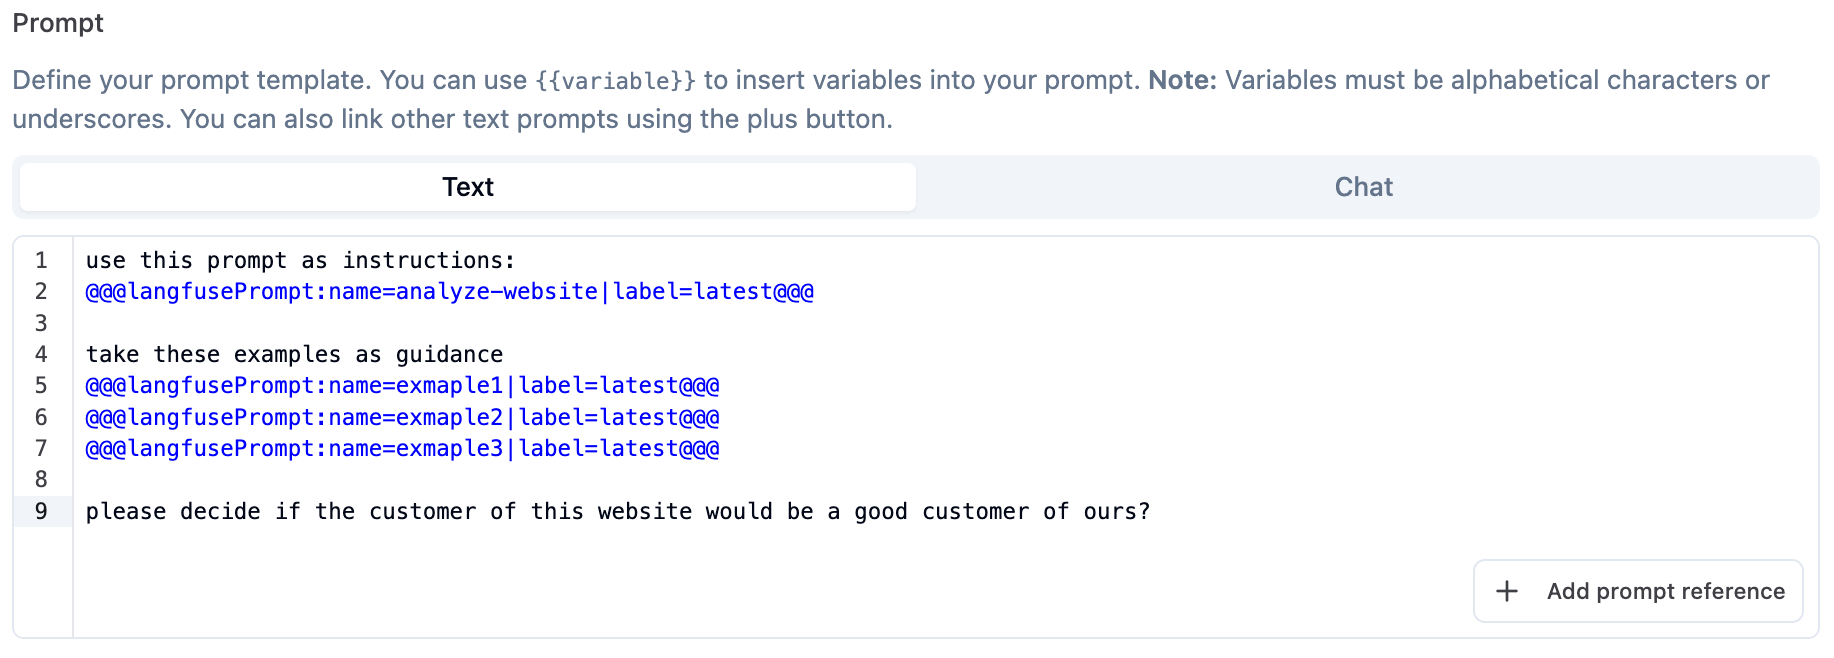 Prompt
Define your prompt template. You can use {{variable}} to insert variables into your prompt. Note: Variables must be alphabetical characters or
underscores. You can also link other text prompts using the plus button.
Text Chat
1 use this prompt as instructions:
2 @@@langfusePrompt:name=analyze-website|label=latest@@@
3
4 take these examples as guidance
5 @@@langfusePrompt:name=exmaple1|label=latest@@@
6 @@@langfusePrompt:name=exmaple2|label=latest@@@
7 @@@langfusePrompt:name=exmaple3|label=latest@@@
8
9 please decide if the customer of this website would be a good customer of ours?
+ Add prompt reference